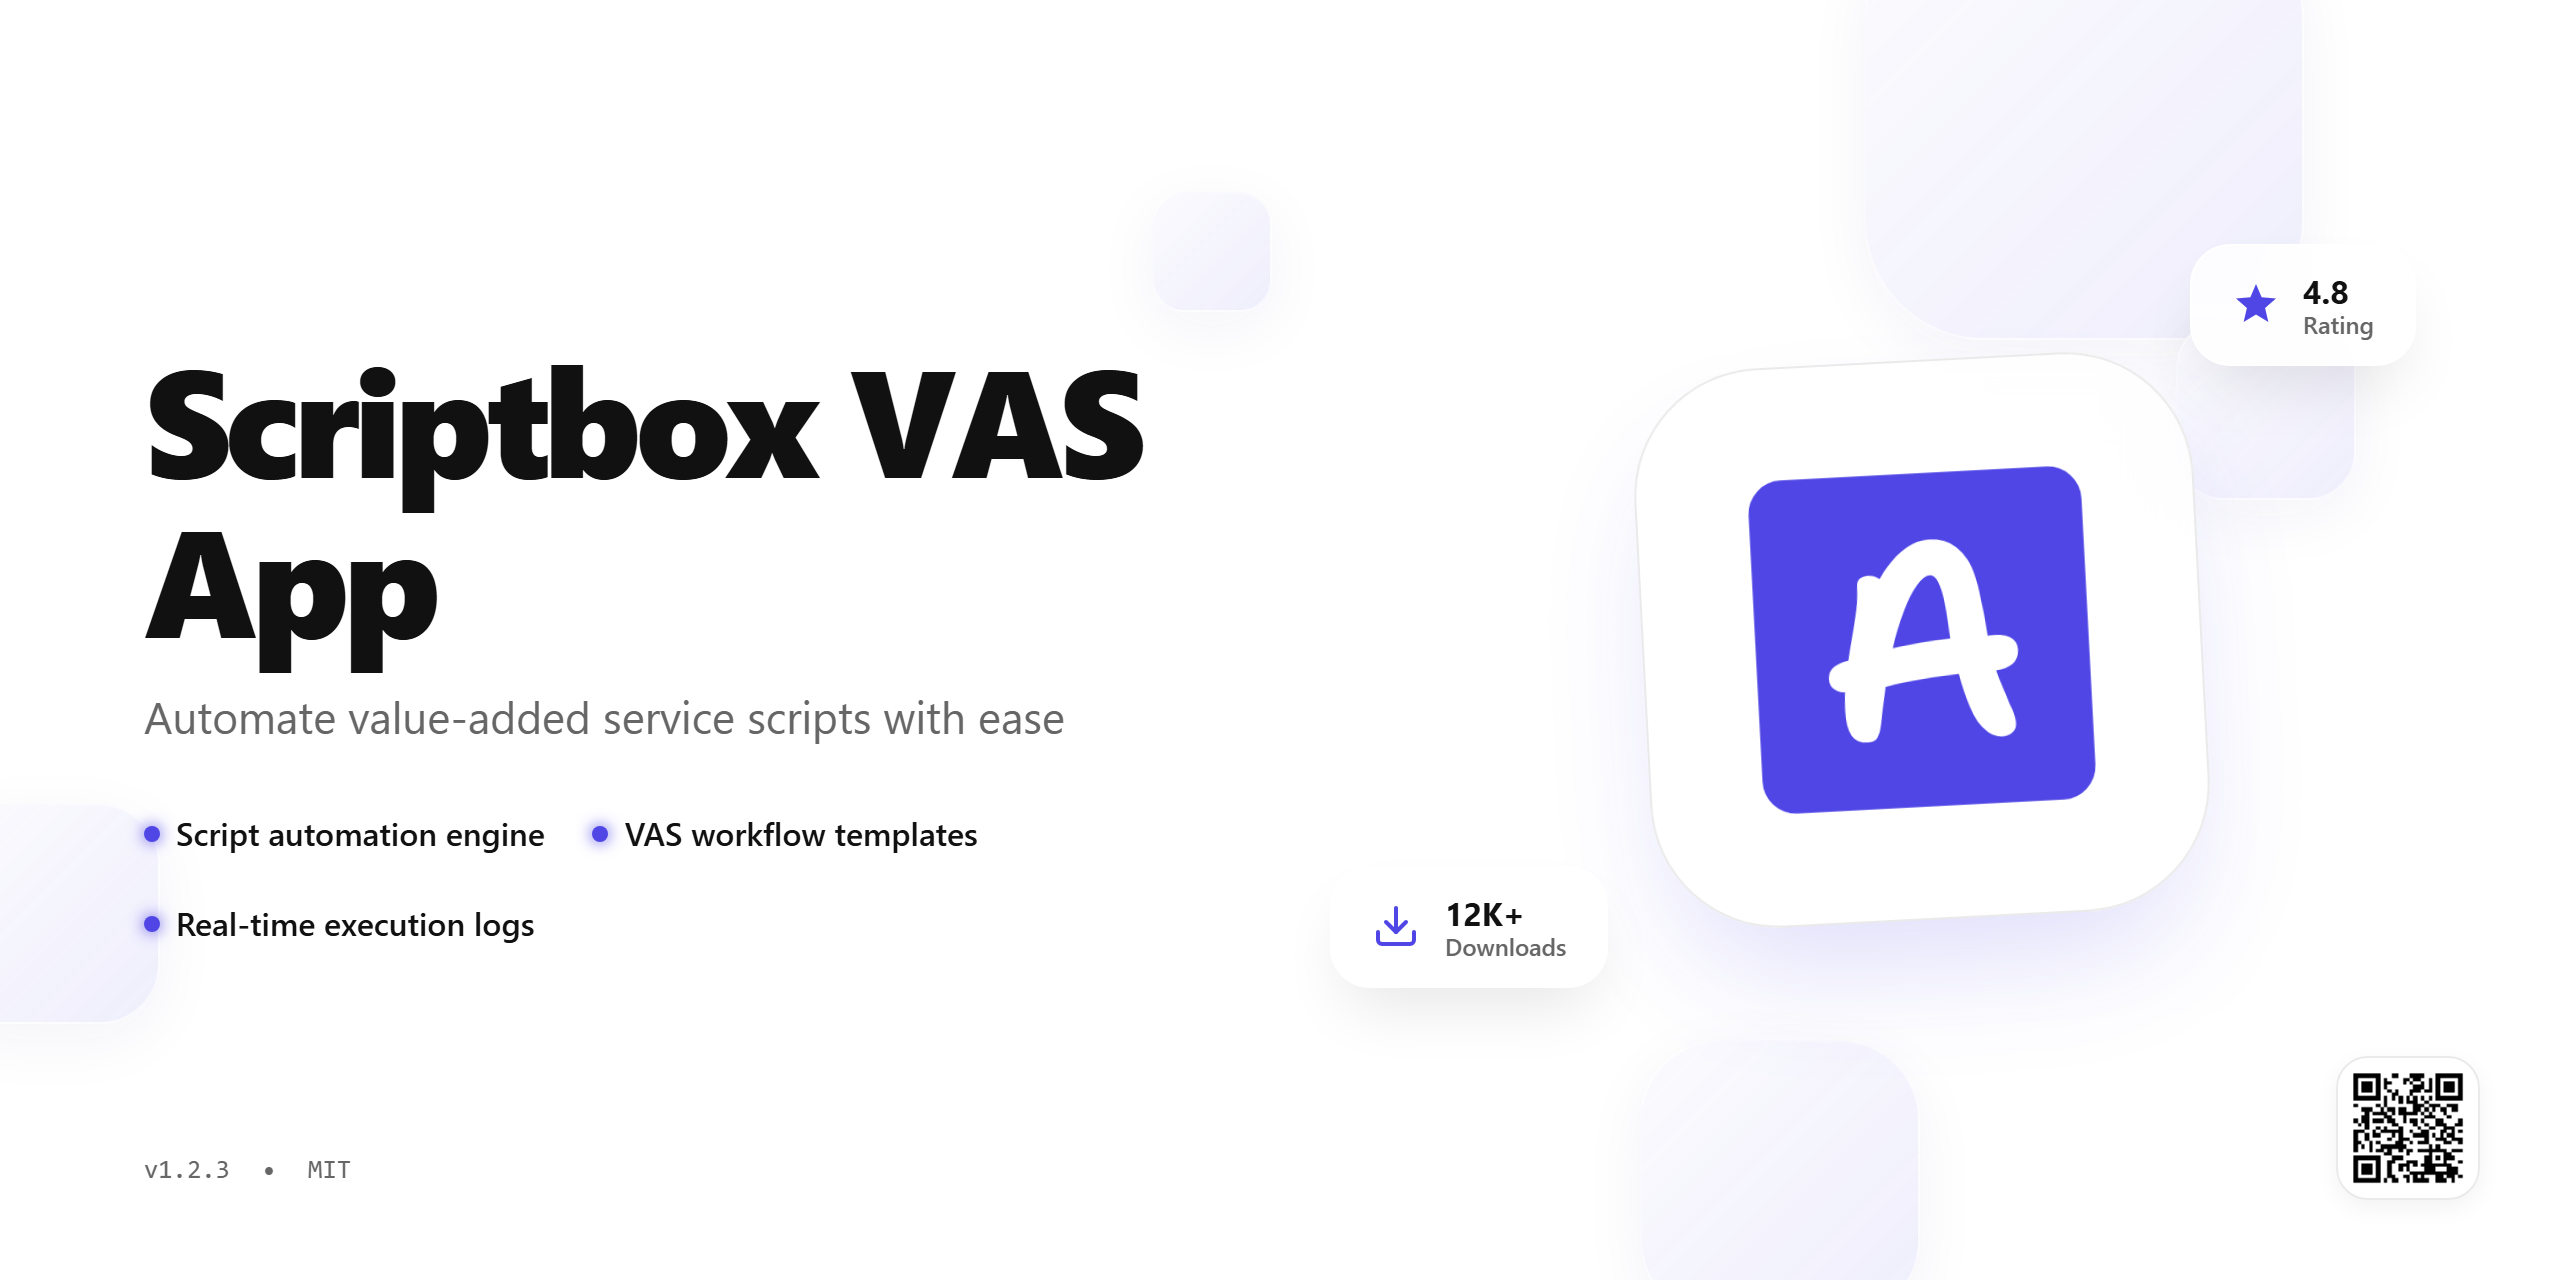 Scriptbox VAS
App
Automate value-added service scripts with ease
Script automation engine
VAS workflow templates
Real-time execution logs
v1.2.3 • MIT
4.8
Rating
A
12K+
Downloads